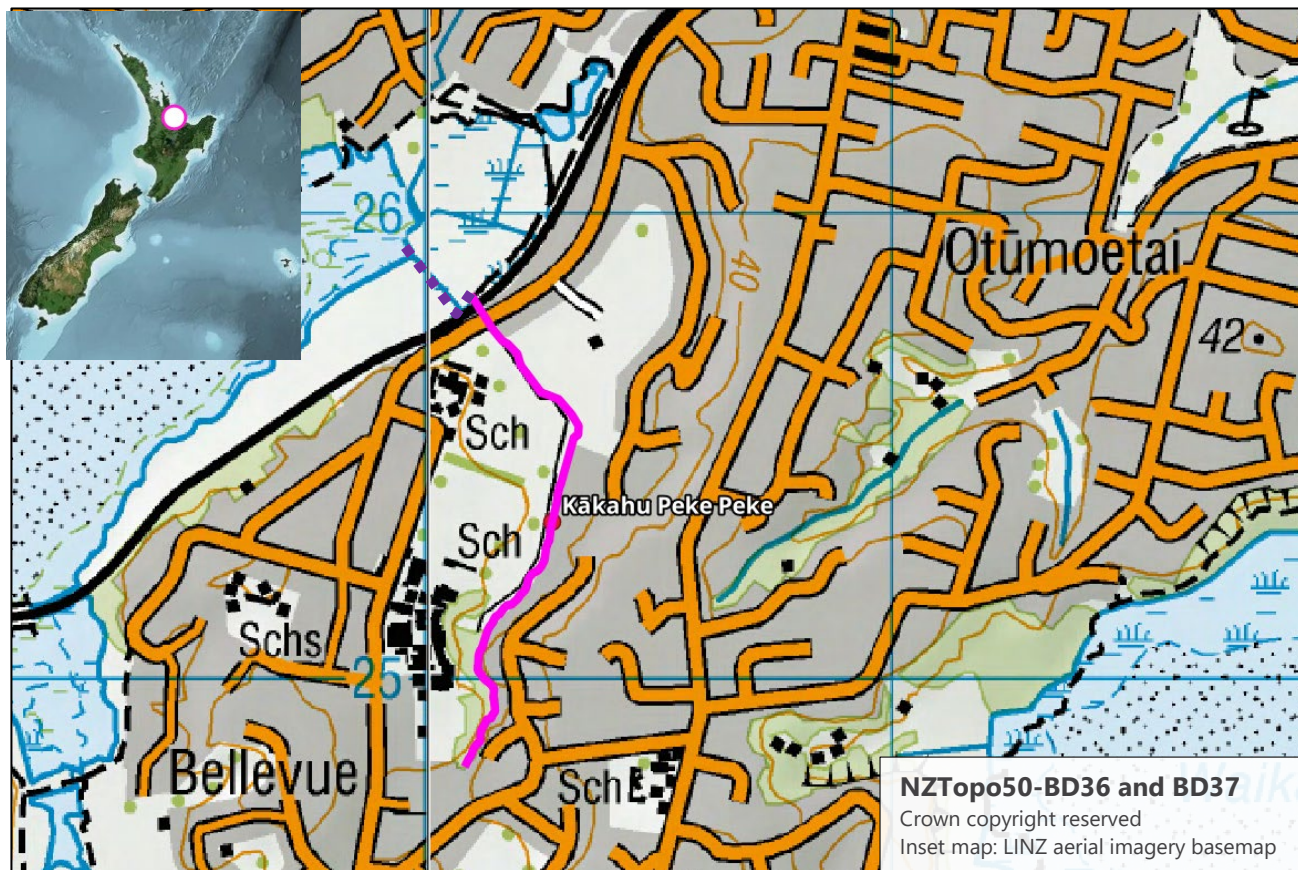 26
40
Otūmoetai
42
Sch
Kākahu Peke Peke
Sch
Schs
25
Bellevue
Sch
NZTopo50-BD36 and BD37
Crown copyright reserved
Inset map: LINZ aerial imagery basemap